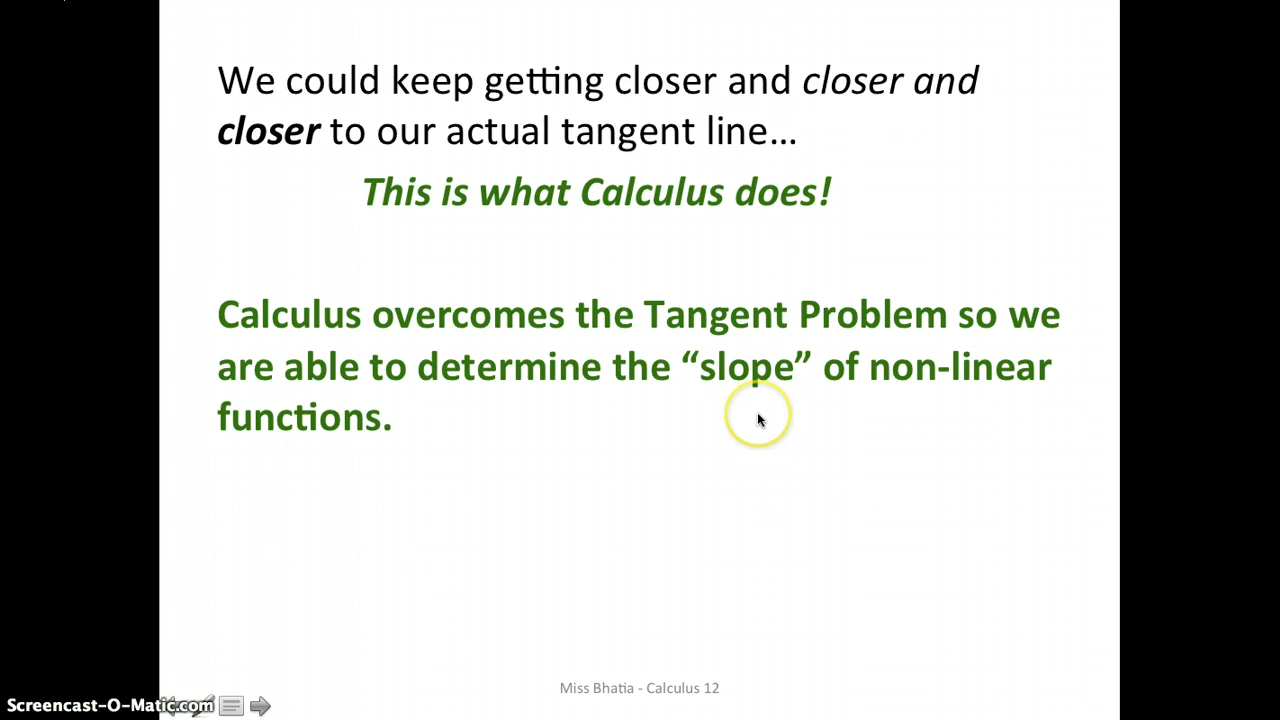 We could keep getting closer and closer and
closer to our actual tangent line...
This is what Calculus does!
Calculus overcomes the Tangent Problem so we
are able to determine the “slope” of non-linear
functions.
Miss Bhatia - Calculus 12
Screencast-O-Matic.com